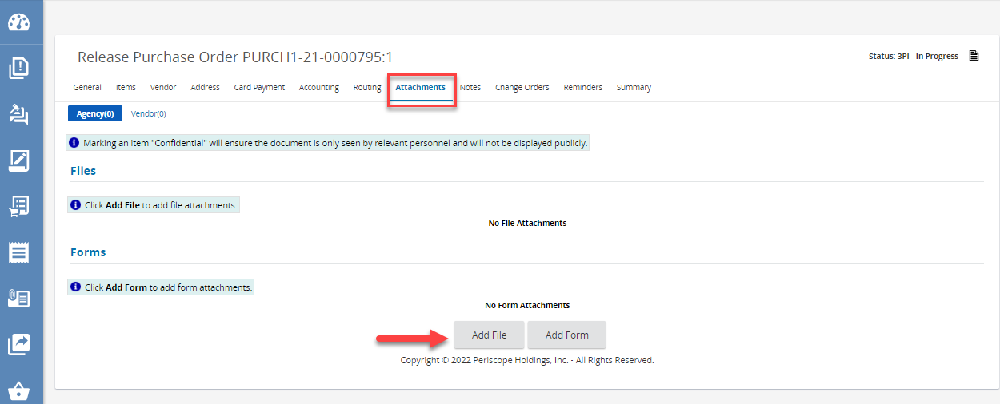 Release Purchase Order PURCH1-21-0000795:1
Status: 3PI - In Progress
General Items Vendor Address Card Payment Accounting Routing Attachments Notes Change Orders Reminders Summary
Agency(0) Vendor(0)
Marking an item "Confidential" will ensure the document is only seen by relevant personnel and will not be displayed publicly.
Files
Click Add File to add file attachments.
No File Attachments
Forms
Click Add Form to add form attachments.
No Form Attachments
Add File Add Form
Copyright © 2022 Periscope Holdings, Inc. - All Rights Reserved.